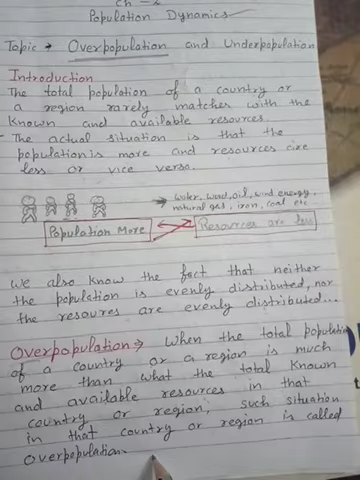 Ch - 2
Population Dynamics
Topic → Overpopulation and Underpopulation
Introduction
The total population of a country or
a region rarely matches with the
known and available resources.
- The actual situation is that the
population is more and resources are
less or vice versa.
→ water, wood, oil, wind energy,
natural gas, iron, coal etc
Population More
Resources are less
We also know the fact that neither
the population is evenly distributed, nor
the resoures are evenly distributed...
Overpopulation → When the total population
of a country or a region is much
more than what the total known
and available resources in that
country or region, such situation
in that country or region is called
overpopulation